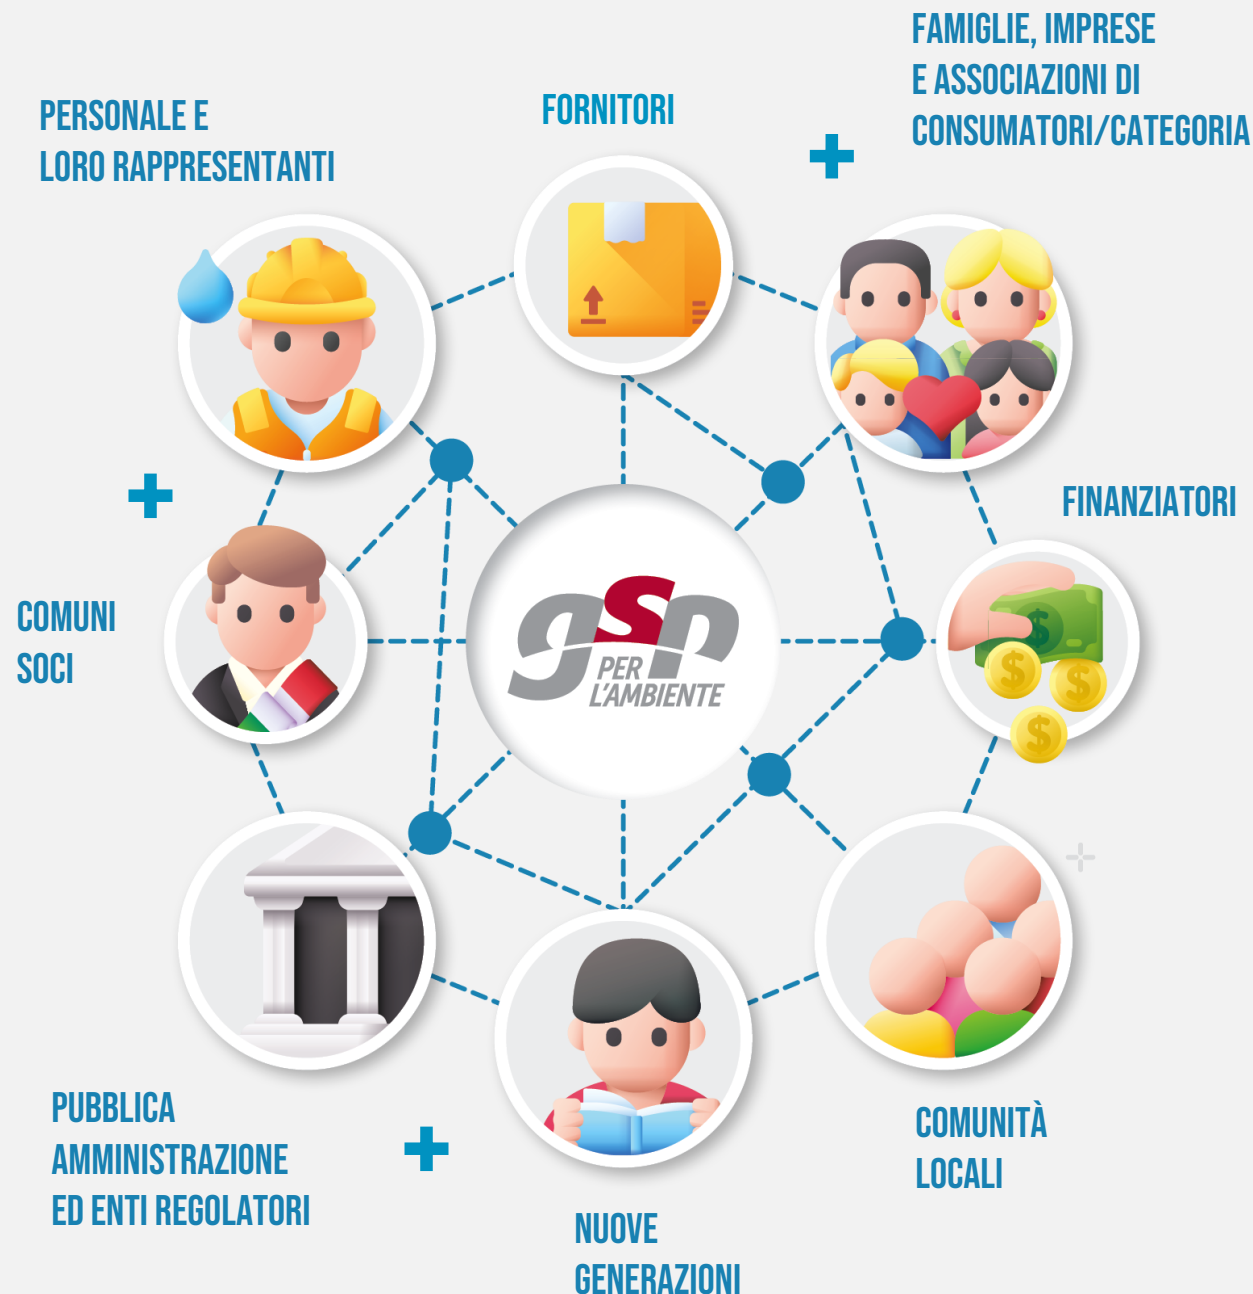 FAMIGLIE, IMPRESE
E ASSOCIAZIONI DI
CONSUMATORI/CATEGORIA
FORNITORI
PERSONALE E
LORO RAPPRESENTANTI
FINANZIATORI
COMUNI
SOCI
gsp
PER
L'AMBIENTE
$
$
$
$
PUBBLICA
AMMINISTRAZIONE
ED ENTI REGOLATORI
COMUNITÀ
LOCALI
NUOVE
GENERAZIONI